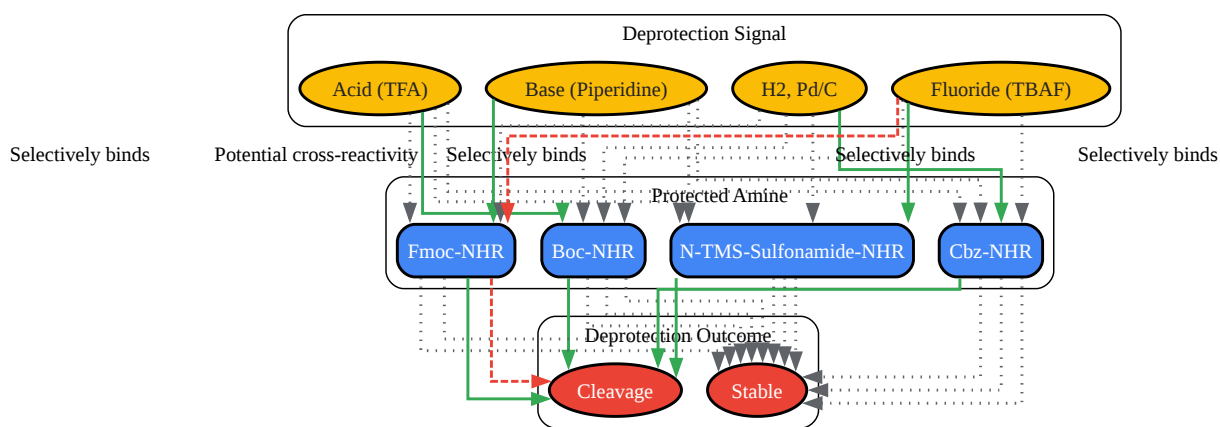 Deprotection Signal
Acid (TFA)
Base (Piperidine)
H2, Pd/C
Fluoride (TBAF)
Selectively binds
Potential cross-reactivity
Selectively binds
Selectively binds
Selectively binds
Protected Amine
Fmoc-NHR
Boc-NHR
N-TMS-Sulfonamide-NHR
Cbz-NHR
Deprotection Outcome
Cleavage
Stable